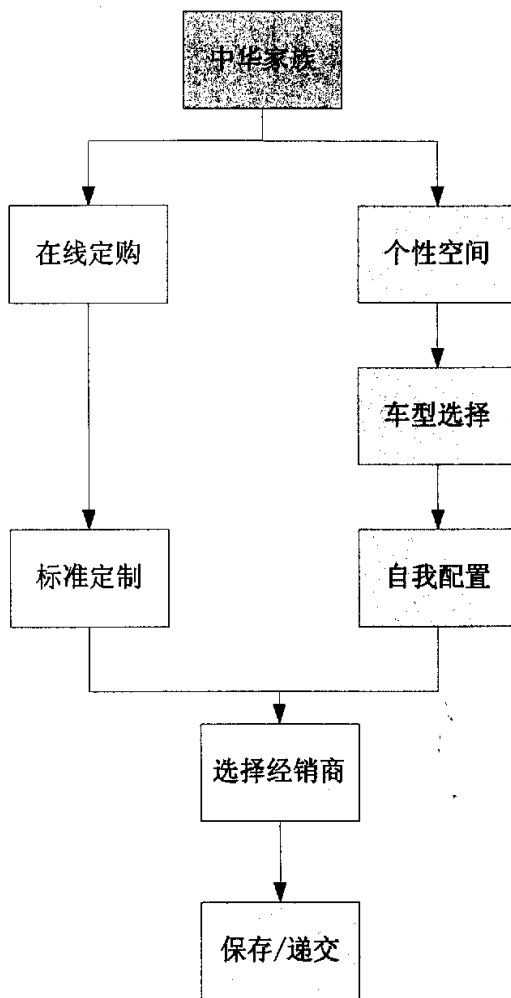 中华家族
在线定购
个性空间
车型选择
标准定制
自我配置
选择经销商
保存/递交